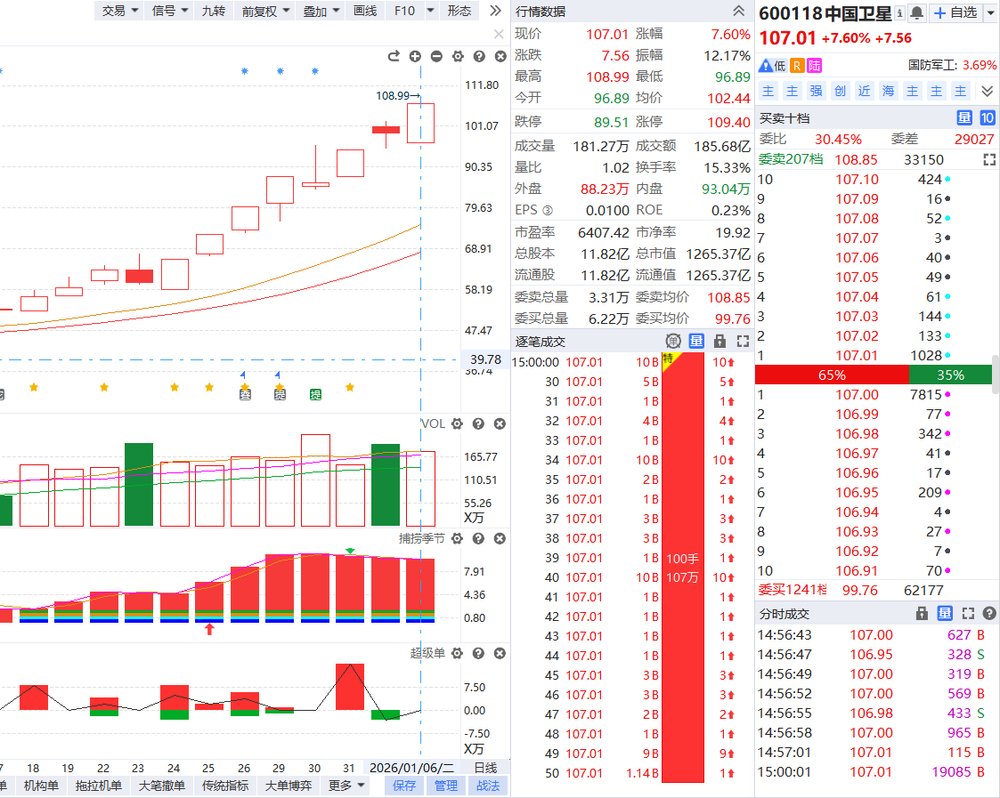 交易 信号 九转 前复权 叠加 画线 F10 形态
108.99
111.80
101.07
90.35
79.63
68.91
58.19
47.47
39.78
36.74
提 提
VOL
165.77
110.51
55.26
X万
捕捞季节
7.91
4.36
0.80
超级单
7.50
0.00
-7.50
X万
18 19 22 23 24 25 26 29 30 31 2026/01/06/二 日线
机构单 拖拉机单 大笔撤单 传统指标 大单博弈 更多 保存 管理 战法
行情数据
现价 107.01 涨幅 7.60%
涨跌 7.56 振幅 12.17%
最高 108.99 最低 96.89
今开 96.89 均价 102.44
跌停 89.51 涨停 109.40
成交量 181.27万 成交额 185.68亿
量比 1.02 换手率 15.33%
外盘 88.23万 内盘 93.04万
EPS ③ 0.0100 ROE 0.23%
市盈率 6407.42 市净率 19.92
总股本 11.82亿 总市值 1265.37亿
流通股 11.82亿 流通值 1265.37亿
委卖总量 3.31万 委卖均价 108.85
委买总量 6.22万 委买均价 99.76
逐笔成交 单 量
15:00:00 107.01 10 B 特 10
30 107.01 5 B 5
31 107.01 1 B 1
32 107.01 4 B 4
33 107.01 1 B 1
34 107.01 10 B 10
35 107.01 2 B 2
36 107.01 1 B 1
37 107.01 3 B 3
38 107.01 3 B 3
39 107.01 1 B 100手 1
40 107.01 10 B 107万 10
41 107.01 1 B 1
42 107.01 1 B 1
43 107.01 1 B 1
44 107.01 1 B 1
45 107.01 3 B 3
46 107.01 3 B 3
47 107.01 2 B 2
48 107.01 1 B 1
49 107.01 9 B 9
50 107.01 1.14 B 1
600118 中国卫星 自选
107.01 +7.60% +7.56
低 R 陆 国防军工: 3.69%
主 主 强 创 近 海 主 主 主
买卖十档 量 10
委比 30.45% 委差 29027
委卖207档 108.85 33150
10 107.10 424
9 107.09 16
8 107.08 52
7 107.07 3
6 107.06 40
5 107.05 49
4 107.04 61
3 107.03 144
2 107.02 133
1 107.01 1028
65% 35%
1 107.00 7815
2 106.99 77
3 106.98 342
4 106.97 41
5 106.96 17
6 106.95 209
7 106.94 4
8 106.93 27
9 106.92 7
10 106.91 70
委买1241档 99.76 62177
分时成交 量
14:56:43 107.00 627 B
14:56:47 106.95 328 S
14:56:49 107.00 319 B
14:56:52 107.00 569 B
14:56:55 106.98 433 S
14:56:58 107.00 965 B
14:57:01 107.01 115 B
15:00:01 107.01 19085 B